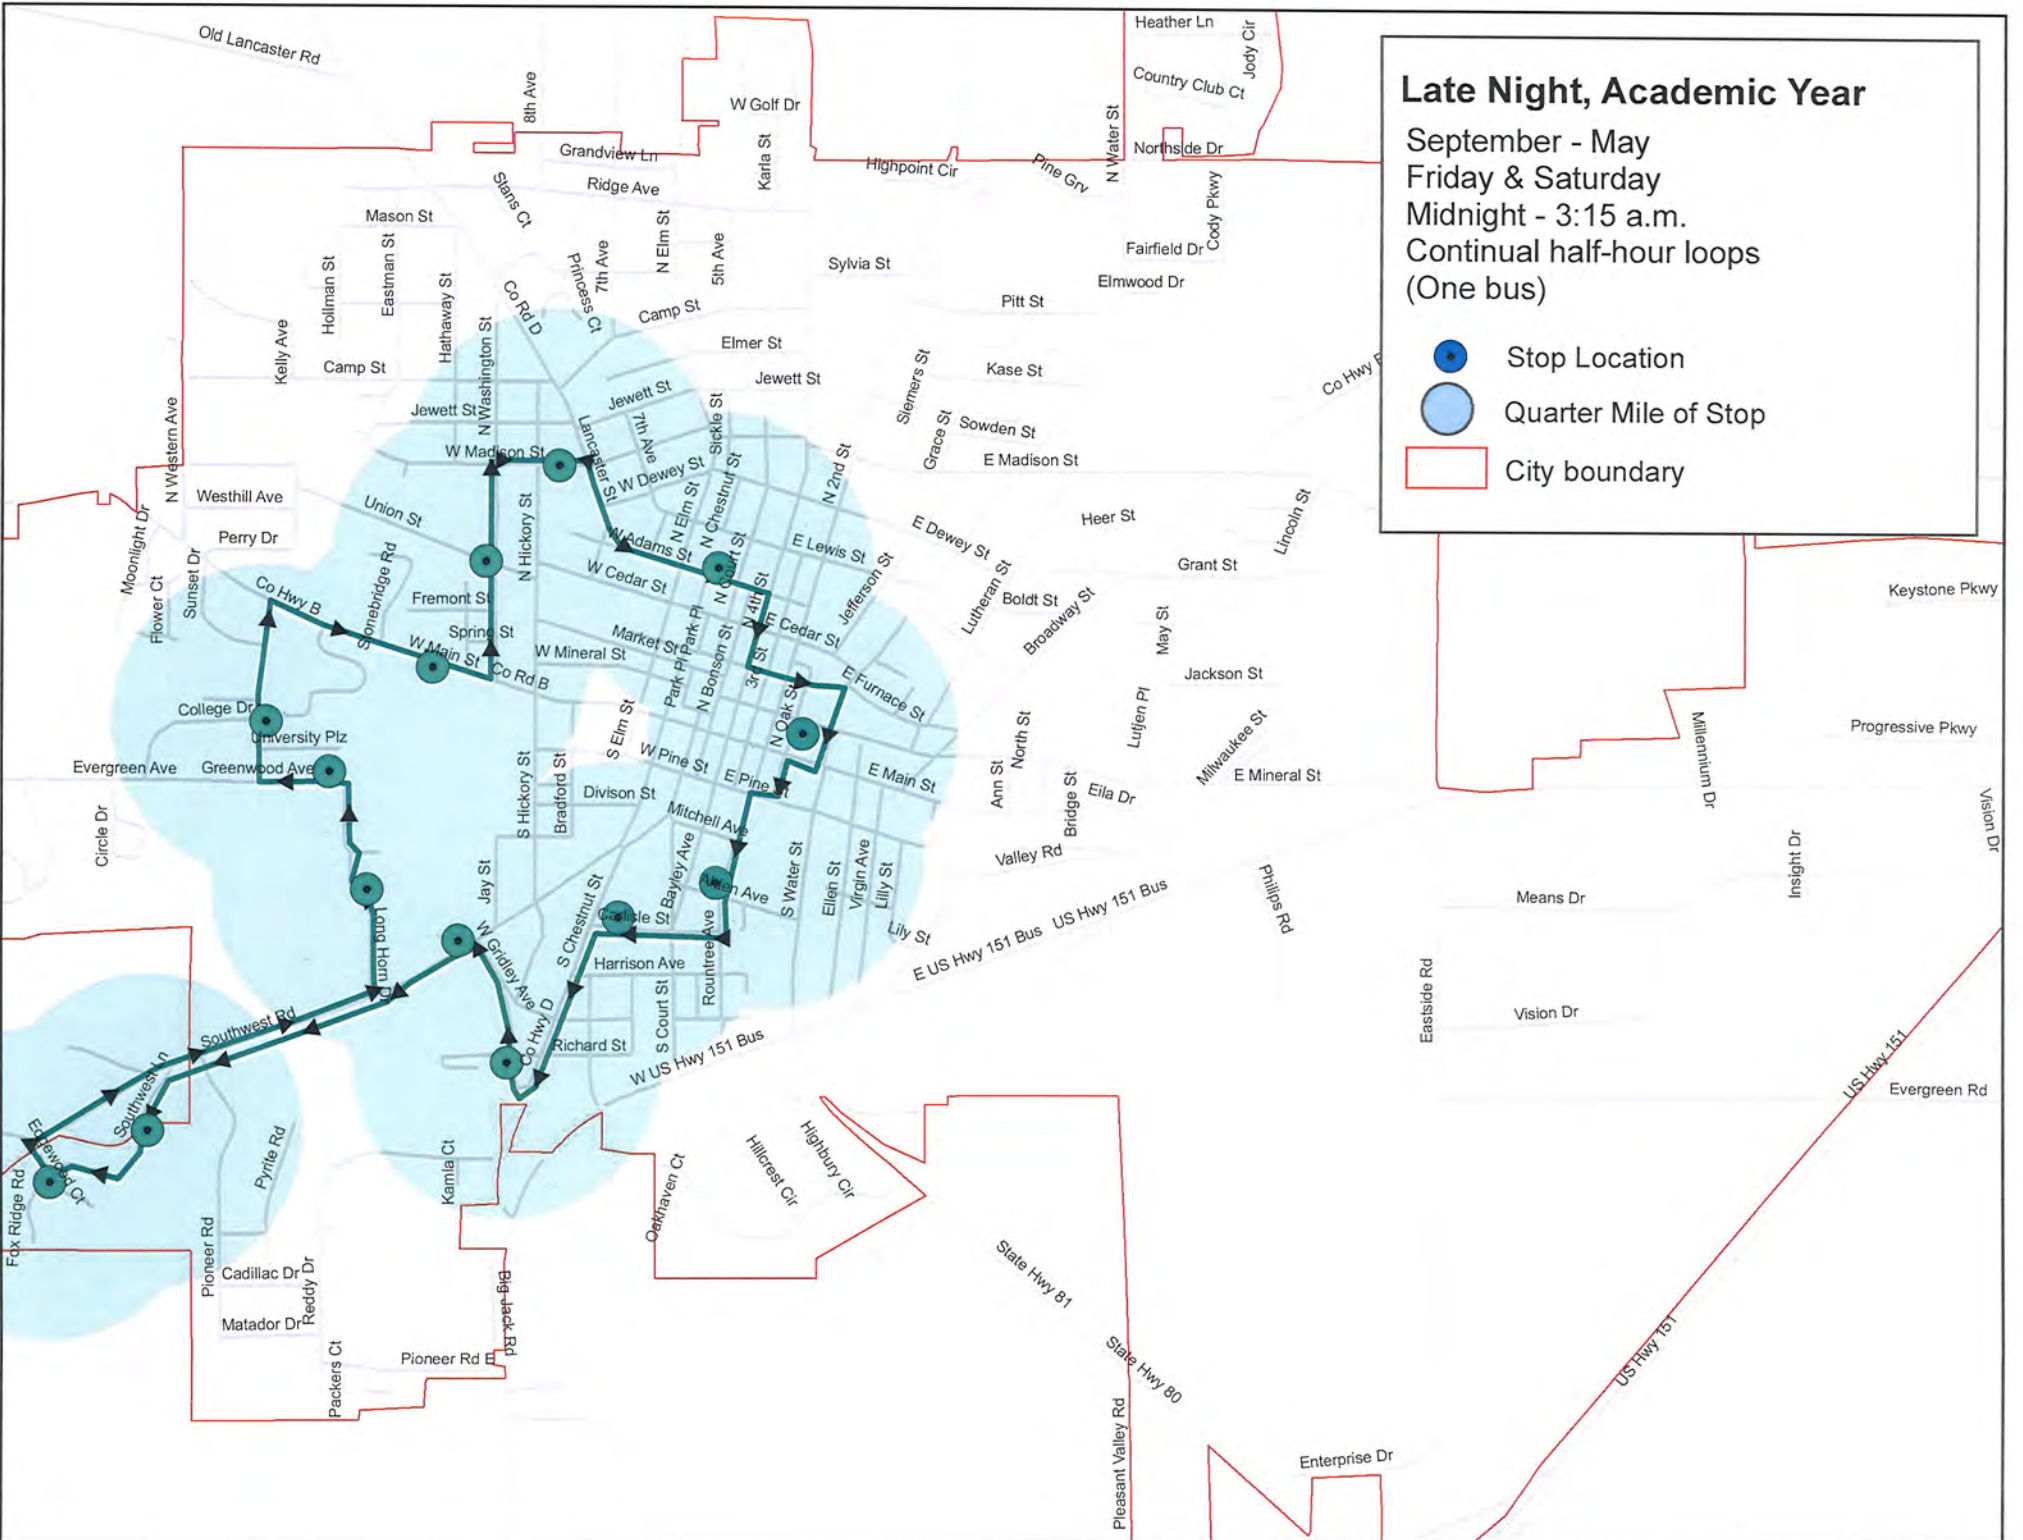 Late Night, Academic Year
September - May
Friday & Saturday
Midnight - 3:15 a.m.
Continual half-hour loops
(One bus)
Stop Location
Quarter Mile of Stop
City boundary
Old Lancaster Rd
8th Ave
W Golf Dr
Karla St
Heather Ln
Jody Cir
Country Club Ct
N Water St
Northside Dr
Grandview Ln
Highpoint Cir
Pine Grv
Ridge Ave
Stans Ct
Cody Pkwy
Mason St
N Elm St
5th Ave
7th Ave
Princess Ct
Fairfield Dr
Sylvia St
Elmwood Dr
Hollman St
Eastman St
Hathaway St
Co Rd D
Camp St
Pitt St
Kelly Ave
N Washington St
Elmer St
Camp St
Siemers St
Kase St
Jewett St
Co Hwy
Jewett St
Jewett St
N Western Ave
Lancaster St
7th Ave
Sickle St
Grace St
Sowden St
W Madison St
E Madison St
W Dewey St
N Chestnut St
N 2nd St
Westhill Ave
Union St
N Hickory St
N Elm St
Heer St
Lincoln St
Moonlight Dr
Perry Dr
E Dewey St
N Adams St
N Court St
E Lewis St
Grant St
Sunset Dr
Flower Ct
Co Hwy B
Stonebridge Rd
W Cedar St
Jefferson St
Lutheran St
Boldt St
Broadway St
Keystone Pkwy
Fremont St
N 4th St
E Cedar St
May St
Spring St
Market St
Park Pl
W Main St
W Mineral St
Park Pl
N Bonson St
3rd St
Co Rd B
E Furnace St
Jackson St
College Dr
N Oak St
S Elm St
North St
Lutjen Pl
Milwaukee St
Millennium Dr
Progressive Pkwy
University Plz
W Pine St
Evergreen Ave
Greenwood Ave
E Pine St
E Main St
Ann St
E Mineral St
S Hickory St
Bradford St
Divison St
Bridge St
Eila Dr
Vision Dr
Circle Dr
Mitchell Ave
Valley Rd
Insight Dr
Jay St
Bayley Ave
S Water St
Ellen St
Virgin Ave
Lilly St
Alden Ave
Philips Rd
Means Dr
S Chestnut St
Carlisle St
US Hwy 151 Bus
Long Horn Dr
Lily St
E US Hwy 151 Bus
W Gridley Ave
Harrison Ave
Rountree Ave
Eastside Rd
Vision Dr
Southwest Rd
S Court St
Co Hwy D
Richard St
W US Hwy 151 Bus
US Hwy 151
Evergreen Rd
Southwest Ln
Edgewood Ct
Pyrite Rd
Kamla Ct
Hillcrest Cir
Highbury Cir
Fox Ridge Rd
Oakhaven Ct
Pioneer Rd
Cadillac Dr
Reddy Dr
State Hwy 81
Big Jack Rd
Matador Dr
Packers Ct
Pioneer Rd E
State Hwy 80
US Hwy 151
Pleasant Valley Rd
Enterprise Dr